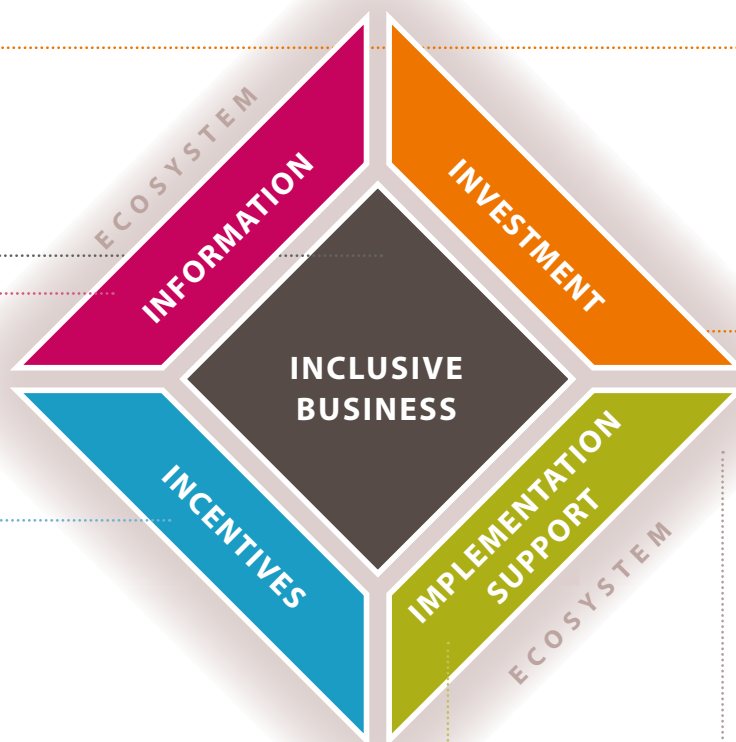 ECOSYSTEM
INFORMATION
INVESTMENT
INCLUSIVE
BUSINESS
INCENTIVES
IMPLEMENTATION
SUPPORT
ECOSYSTEM